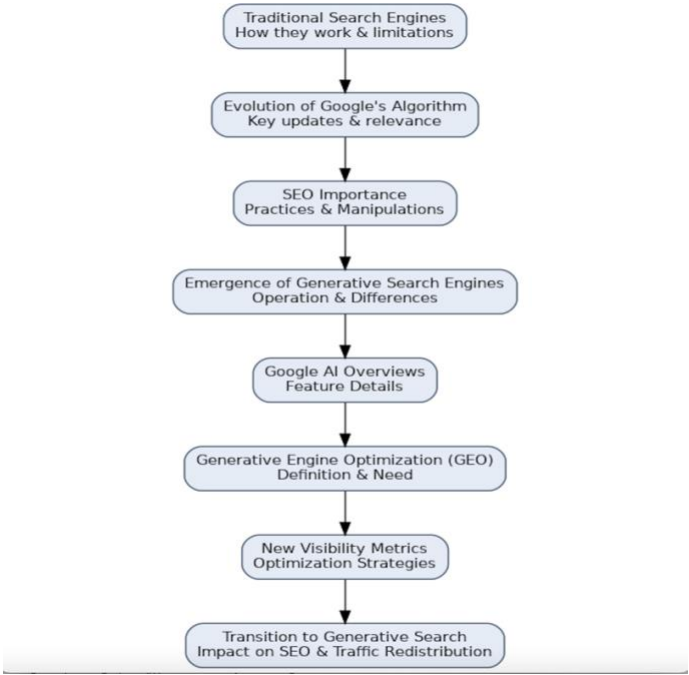 Traditional Search Engines
How they work & limitations
Evolution of Google's Algorithm
Key updates & relevance
SEO Importance
Practices & Manipulations
Emergence of Generative Search Engines
Operation & Differences
Google AI Overviews
Feature Details
Generative Engine Optimization (GEO)
Definition & Need
New Visibility Metrics
Optimization Strategies
Transition to Generative Search
Impact on SEO & Traffic Redistribution